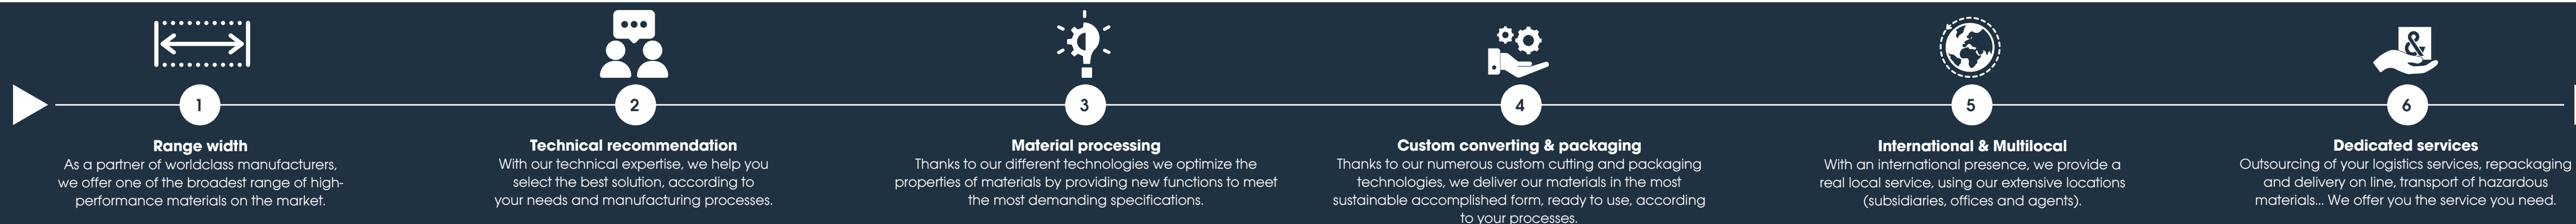 1
Range width
As a partner of worldclass manufacturers,
we offer one of the broadest range of high-
performance materials on the market.
2
Technical recommendation
With our technical expertise, we help you
select the best solution, according to
your needs and manufacturing processes.
3
Material processing
Thanks to our different technologies we optimize the
properties of materials by providing new functions to meet
the most demanding specifications.
4
Custom converting & packaging
Thanks to our numerous custom cutting and packaging
technologies, we deliver our materials in the most
sustainable accomplished form, ready to use, according
to your processes.
5
International & Multilocal
With an international presence, we provide a
real local service, using our extensive locations
(subsidiaries, offices and agents).
&
6
Dedicated services
Outsourcing of your logistics services, repackaging
and delivery on line, transport of hazardous
materials... We offer you the service you need.